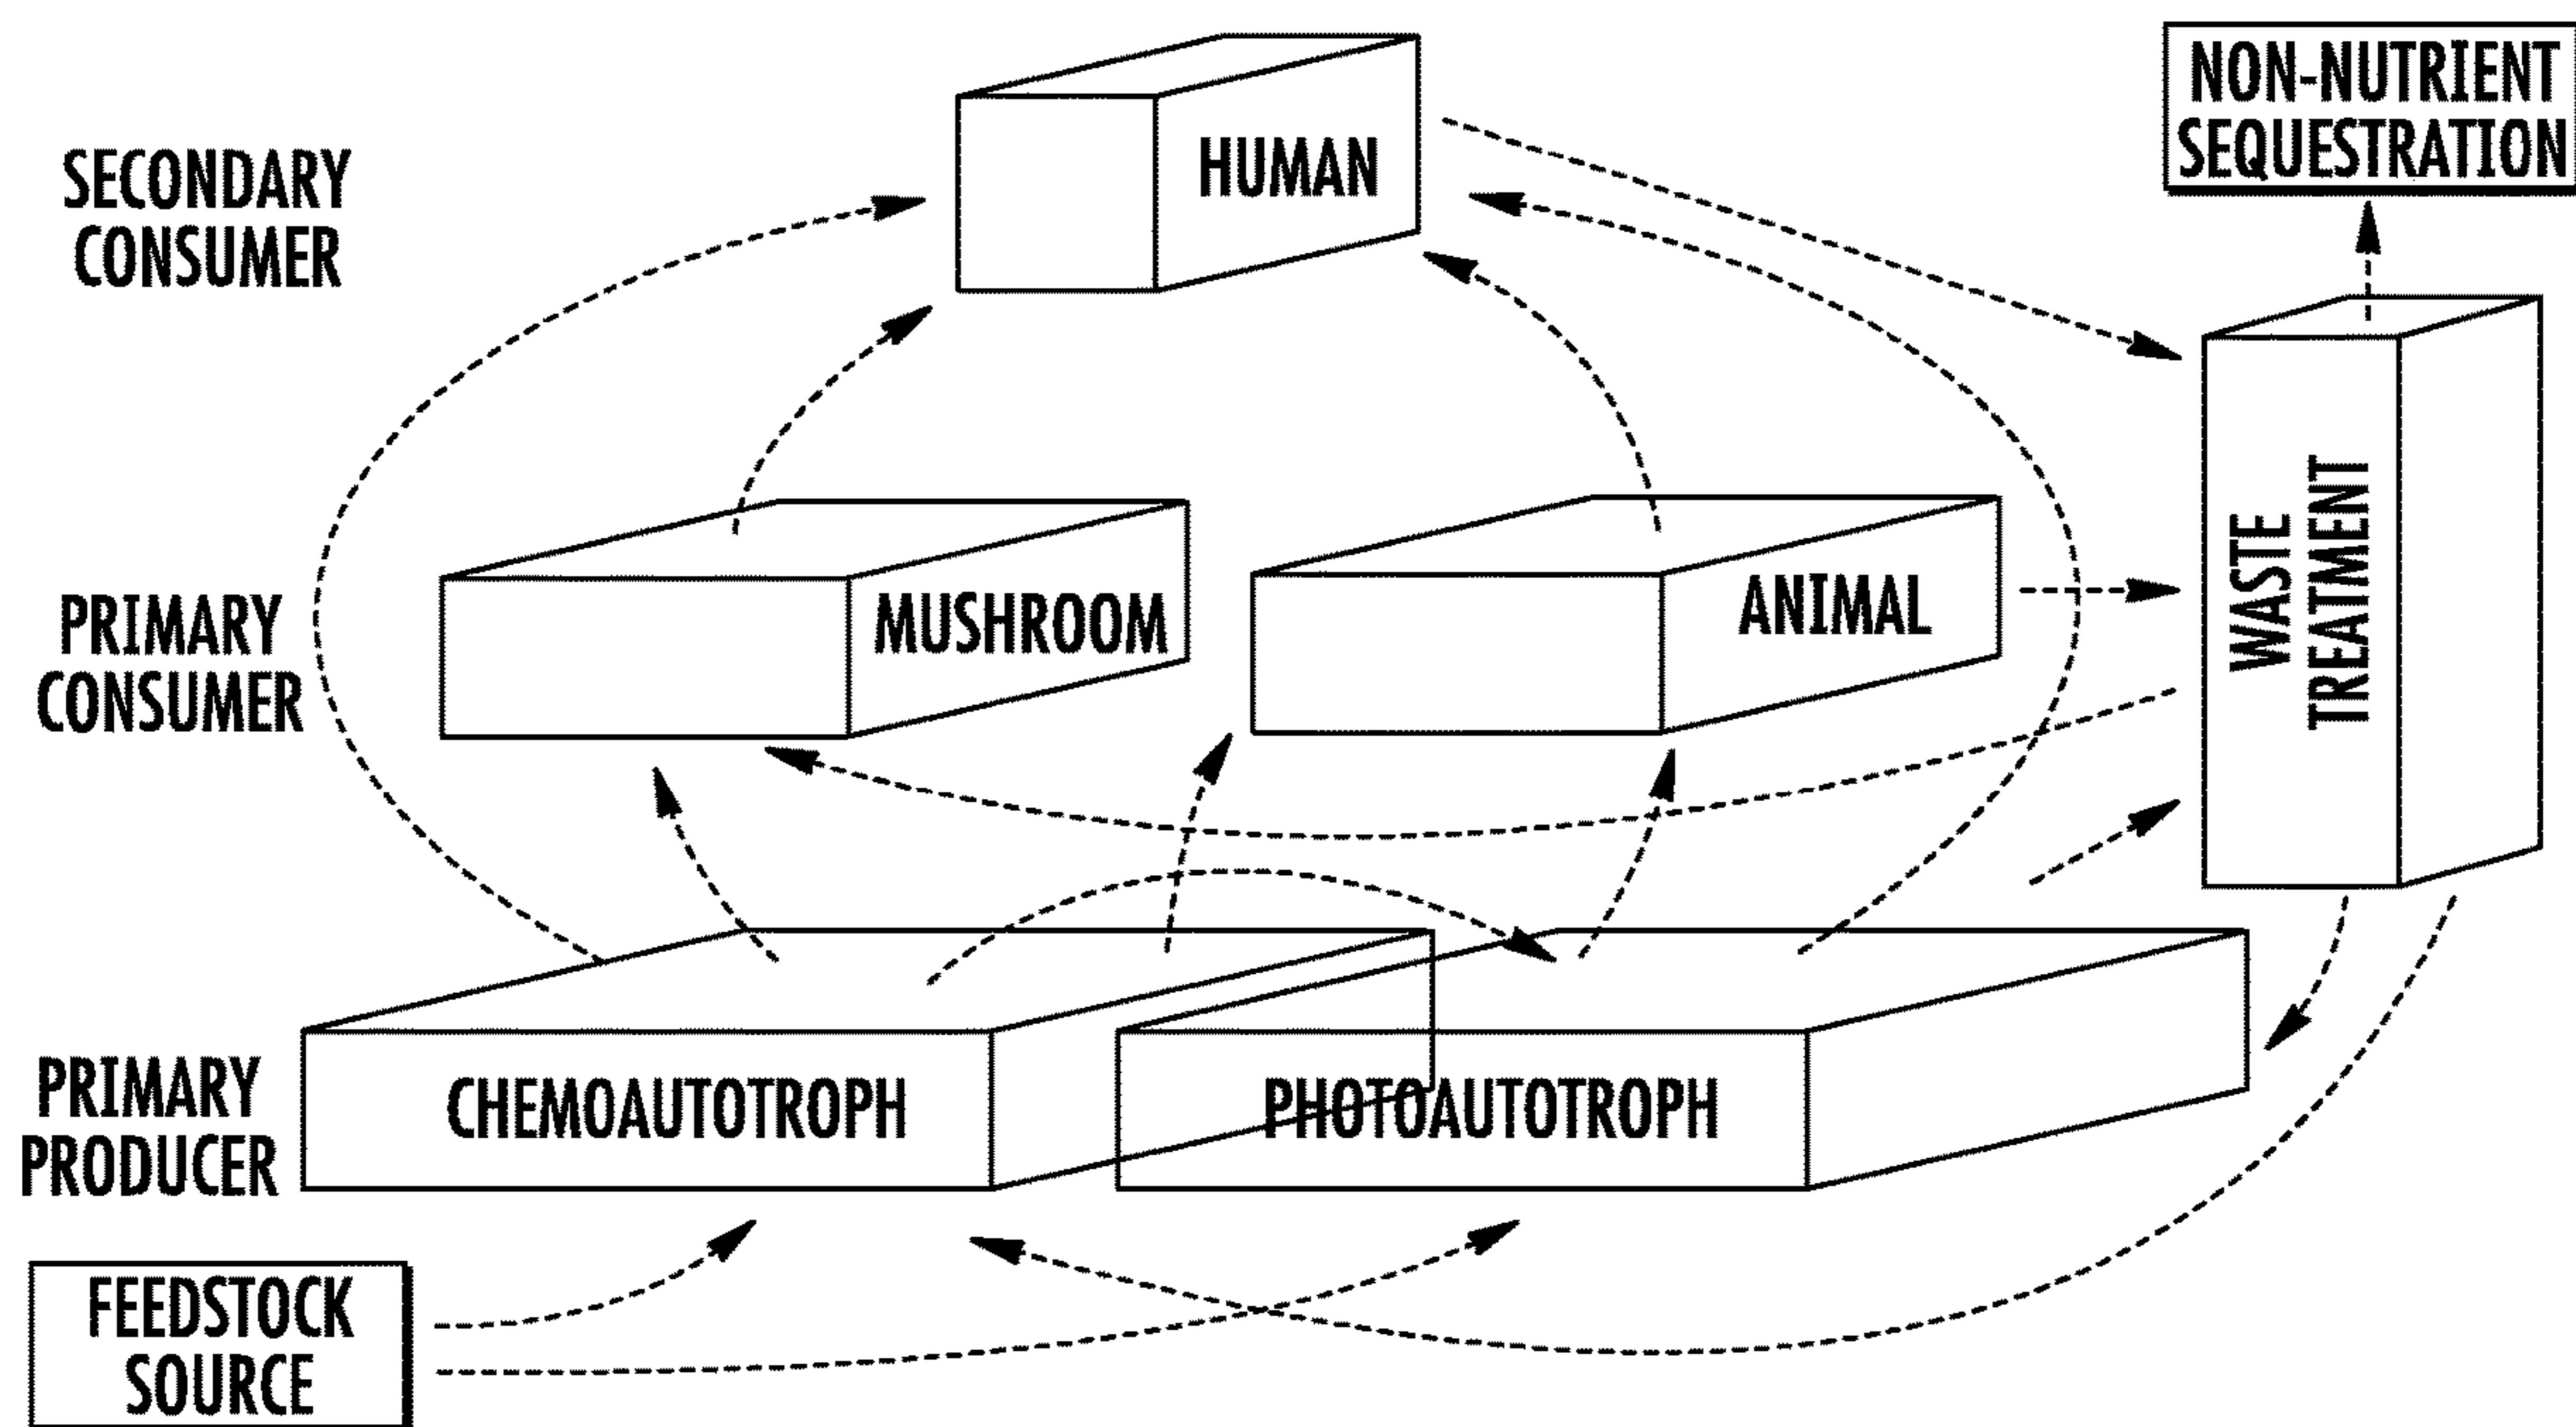 NON-NUTRIENT
SEQUESTRATION
SECONDARY
CONSUMER
HUMAN
PRIMARY
CONSUMER
MUSHROOM
ANIMAL
WASTE
TREATMENT
PRIMARY
PRODUCER
CHEMOAUTOTROPH
PHOTOAUTOTROPH
FEEDSTOCK
SOURCE